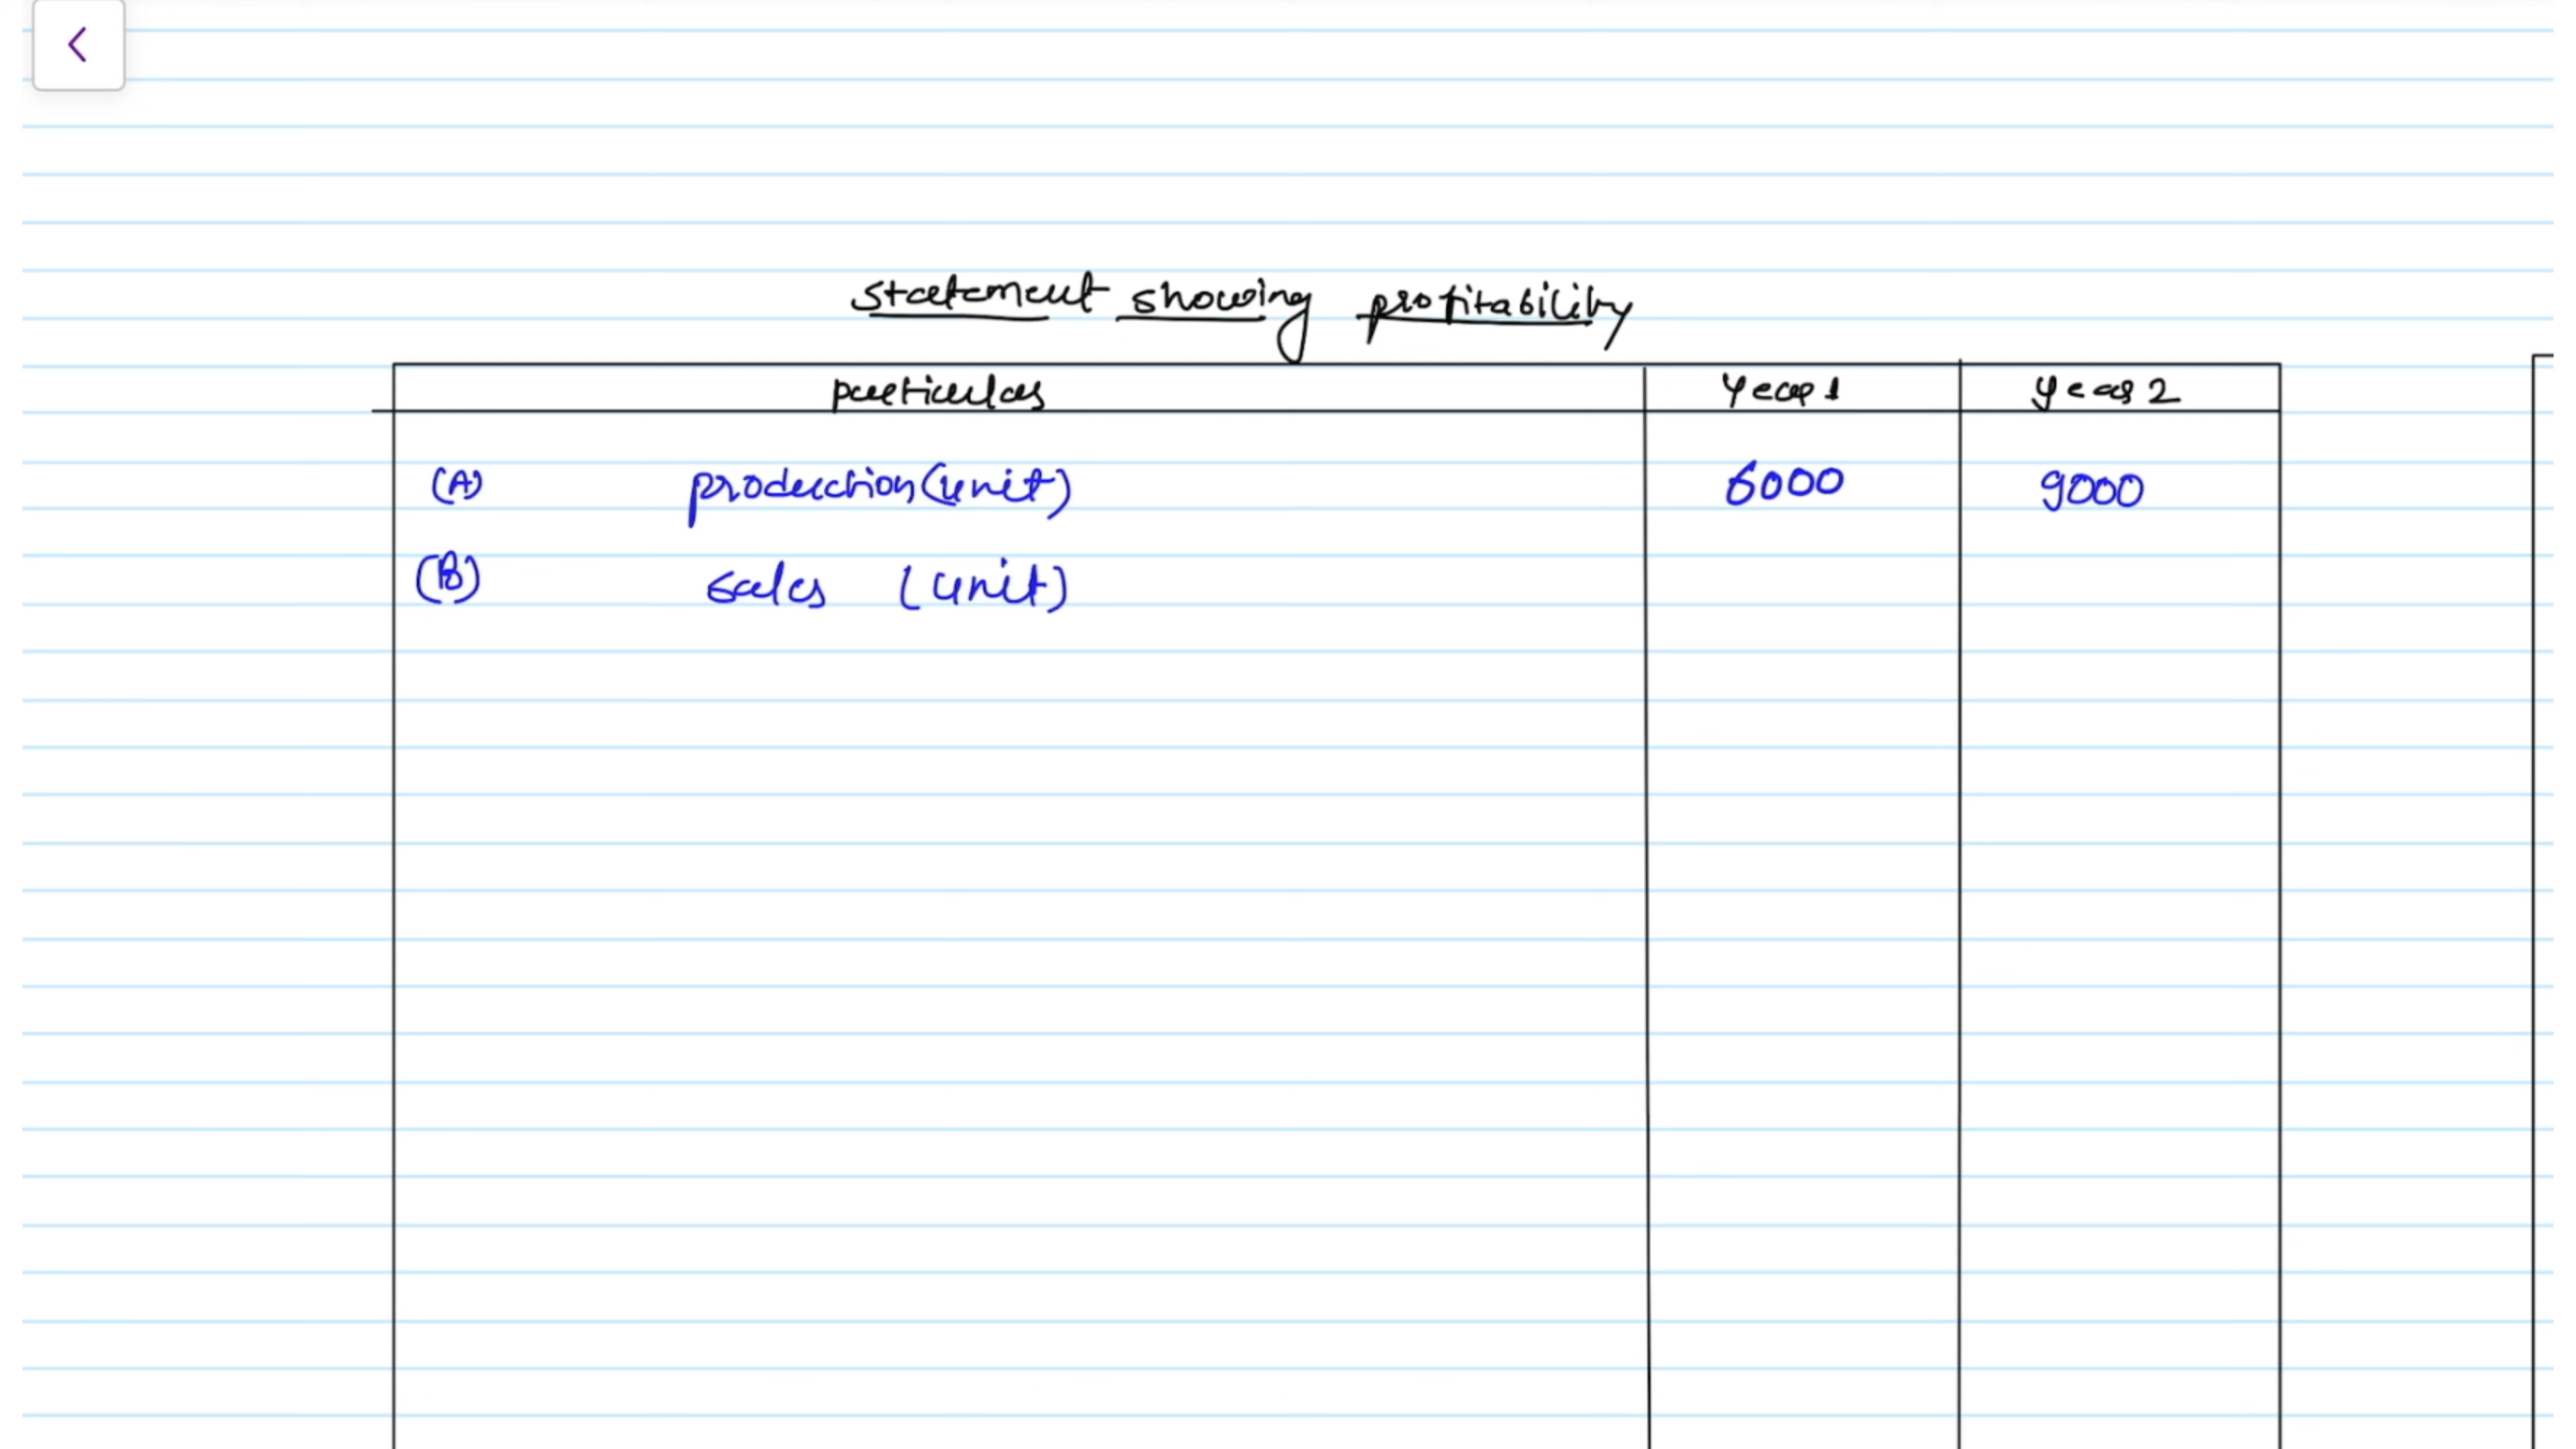 statement showing profitability
particulars Year 1 Year 2
(A) production (unit) 6000 9000
(B) sales (unit)